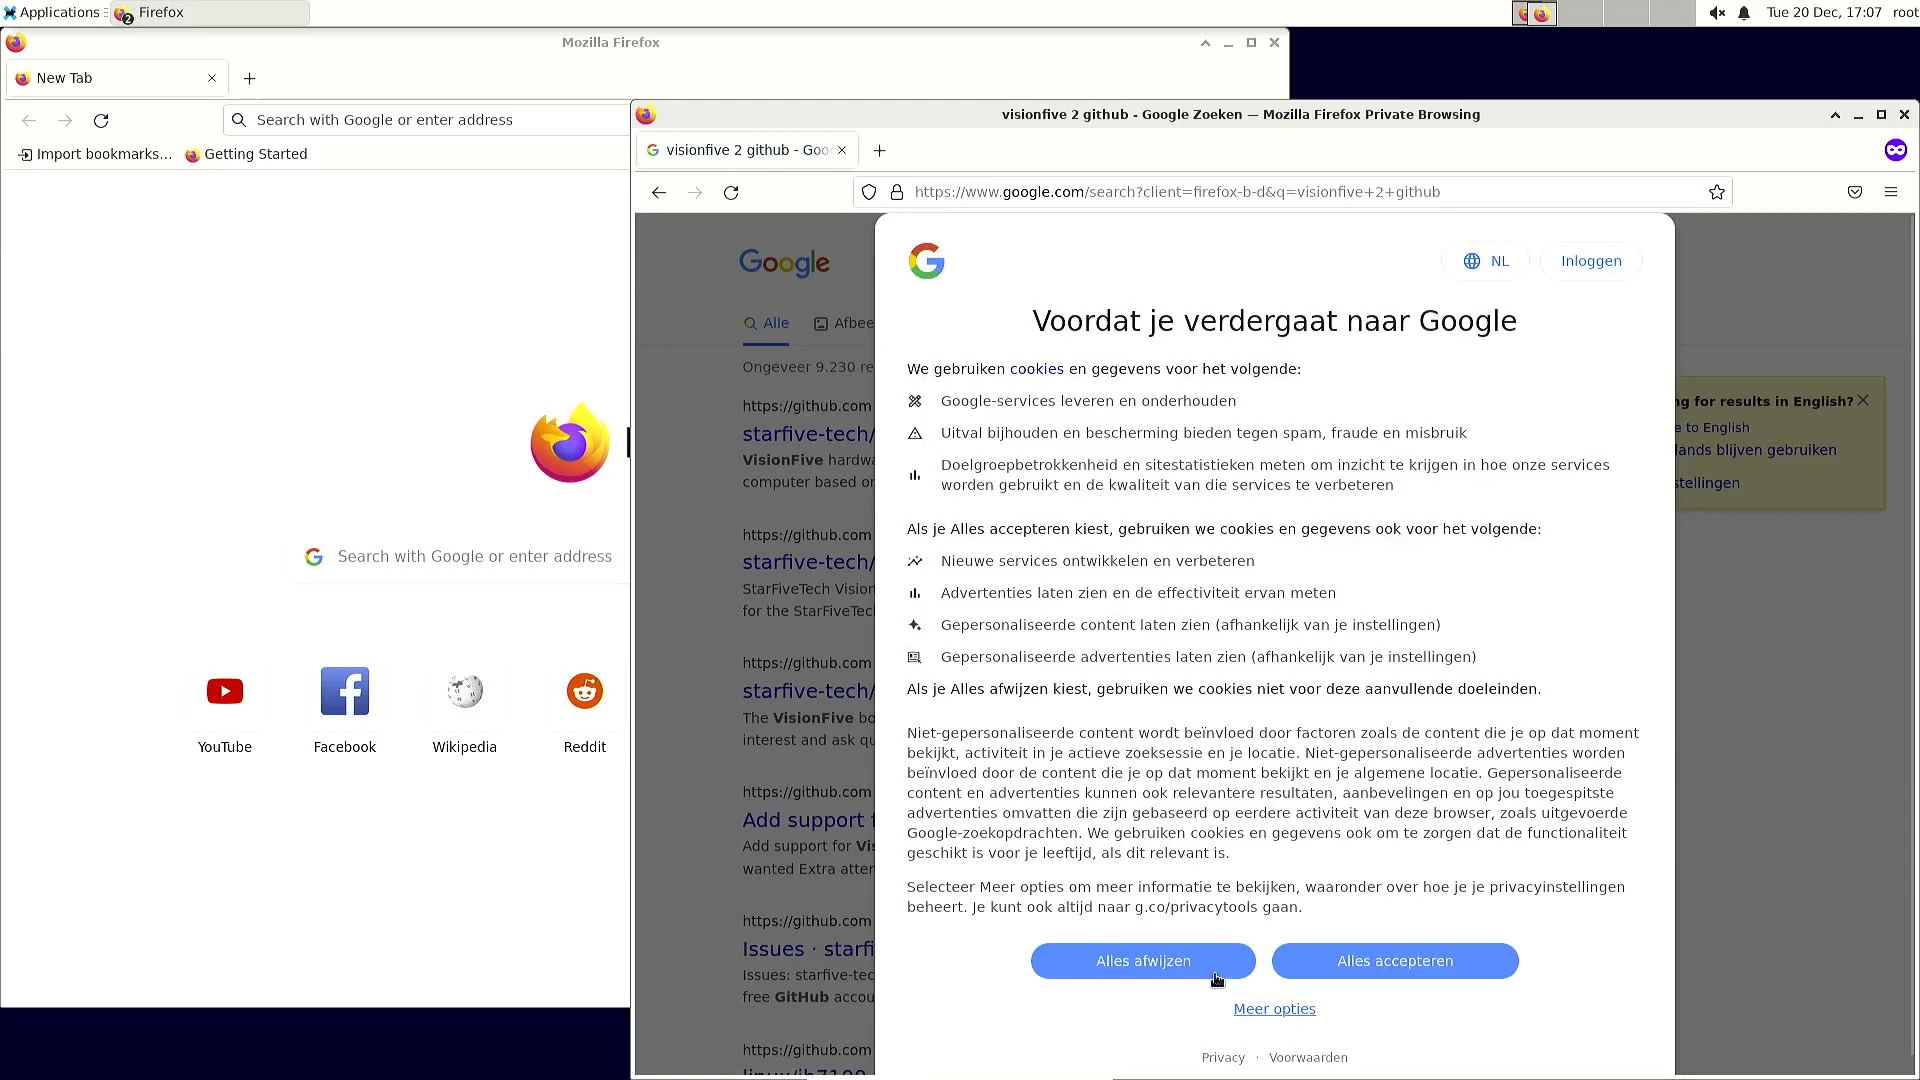 Applications
Firefox
2
Tue 20 Dec, 17:07
root
Mozilla Firefox
New Tab
Search with Google or enter address
Import bookmarks...
Getting Started
Search with Google or enter address
YouTube
Facebook
Wikipedia
Reddit
visionfive 2 github - Google Zoeken — Mozilla Firefox Private Browsing
visionfive 2 github - Goo
https://www.google.com/search?client=firefox-b-d&q=visionfive+2+github
Google
Alle
Afbee
Ongeveer 9.230 re
https://github.com
starfive-tech/
VisionFive hardwa
computer based on
https://github.com
starfive-tech/
StarFiveTech Vision
for the StarFiveTec
https://github.com
starfive-tech/
The VisionFive bo
interest and ask qu
https://github.com
Add support f
Add support for Vis
wanted Extra atten
https://github.com
Issues · starfi
Issues: starfive-tec
free GitHub accou
https://github.com
linux/jh7100
NL
Inloggen
Voordat je verdergaat naar Google
We gebruiken cookies en gegevens voor het volgende:
Google-services leveren en onderhouden
Uitval bijhouden en bescherming bieden tegen spam, fraude en misbruik
Doelgroepbetrokkenheid en sitestatistieken meten om inzicht te krijgen in hoe onze services
worden gebruikt en de kwaliteit van die services te verbeteren
Als je Alles accepteren kiest, gebruiken we cookies en gegevens ook voor het volgende:
Nieuwe services ontwikkelen en verbeteren
Advertenties laten zien en de effectiviteit ervan meten
Gepersonaliseerde content laten zien (afhankelijk van je instellingen)
Gepersonaliseerde advertenties laten zien (afhankelijk van je instellingen)
Als je Alles afwijzen kiest, gebruiken we cookies niet voor deze aanvullende doeleinden.
Niet-gepersonaliseerde content wordt beïnvloed door factoren zoals de content die je op dat moment
bekijkt, activiteit in je actieve zoeksessie en je locatie. Niet-gepersonaliseerde advertenties worden
beïnvloed door de content die je op dat moment bekijkt en je algemene locatie. Gepersonaliseerde
content en advertenties kunnen ook relevantere resultaten, aanbevelingen en op jou toegespitste
advertenties omvatten die zijn gebaseerd op eerdere activiteit van deze browser, zoals uitgevoerde
Google-zoekopdrachten. We gebruiken cookies en gegevens ook om te zorgen dat de functionaliteit
geschikt is voor je leeftijd, als dit relevant is.
Selecteer Meer opties om meer informatie te bekijken, waaronder over hoe je je privacyinstellingen
beheert. Je kunt ook altijd naar g.co/privacytools gaan.
Alles afwijzen
Alles accepteren
Meer opties
Privacy · Voorwaarden
ng for results in English?
e to English
lands blijven gebruiken
stellingen